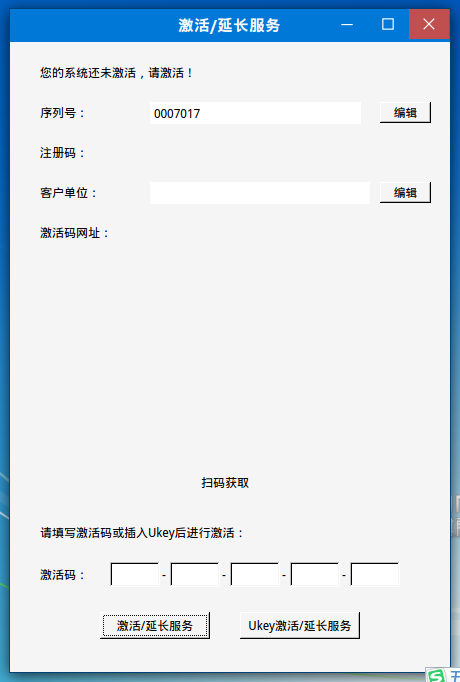 激活/延长服务
您的系统还未激活，请激活！
序列号： 0007017 编辑
注册码：
客户单位： 编辑
激活码网址：
扫码获取
请填写激活码或插入Ukey后进行激活：
激活码： - - - -
激活/延长服务 Ukey激活/延长服务